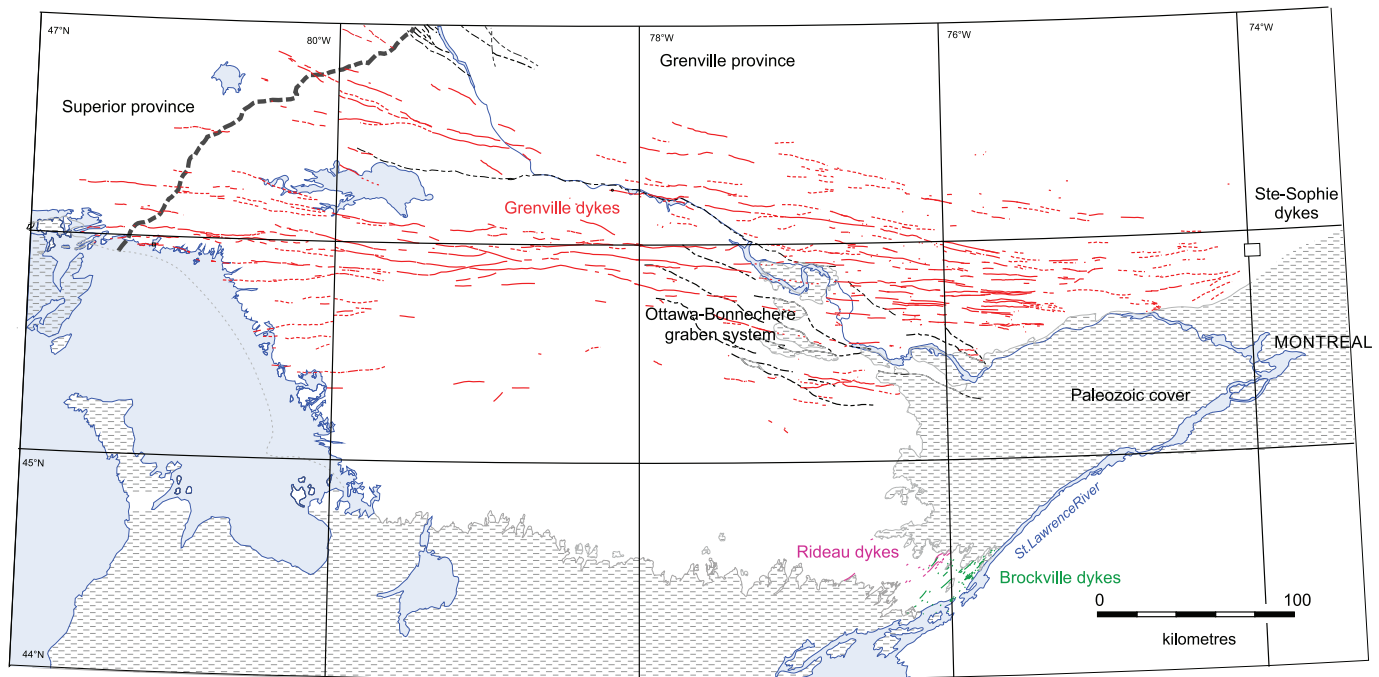 47°N
80°W
78°W
76°W
74°W
Grenville province
Superior province
Ste-Sophie
dykes
Grenville dykes
Ottawa-Bonnechere
graben system
MONTREAL
Paleozoic cover
45°N
St.LawrenceRiver
Rideau dykes
Brockville dykes
0 100
kilometres
44°N